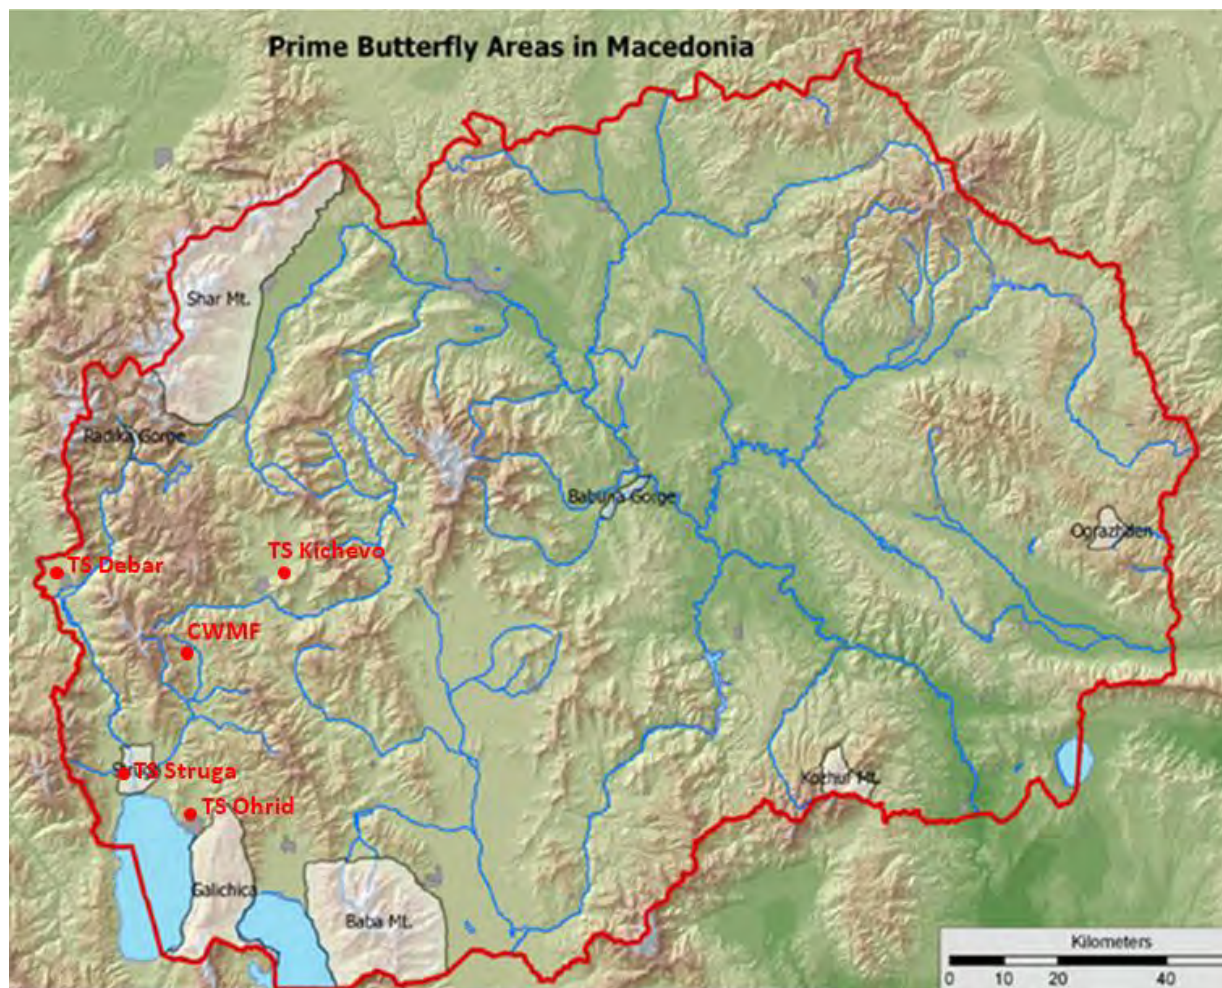 Prime Butterfly Areas in Macedonia
Shar Mt.
Radika Gorge
Babuna Gorge
Ograzhden
TS Kichevo
TS Debar
CWMF
TS Struga
Kozhuf Mt.
TS Ohrid
Galichica
Baba Mt.
Kilometers
0 10 20 40